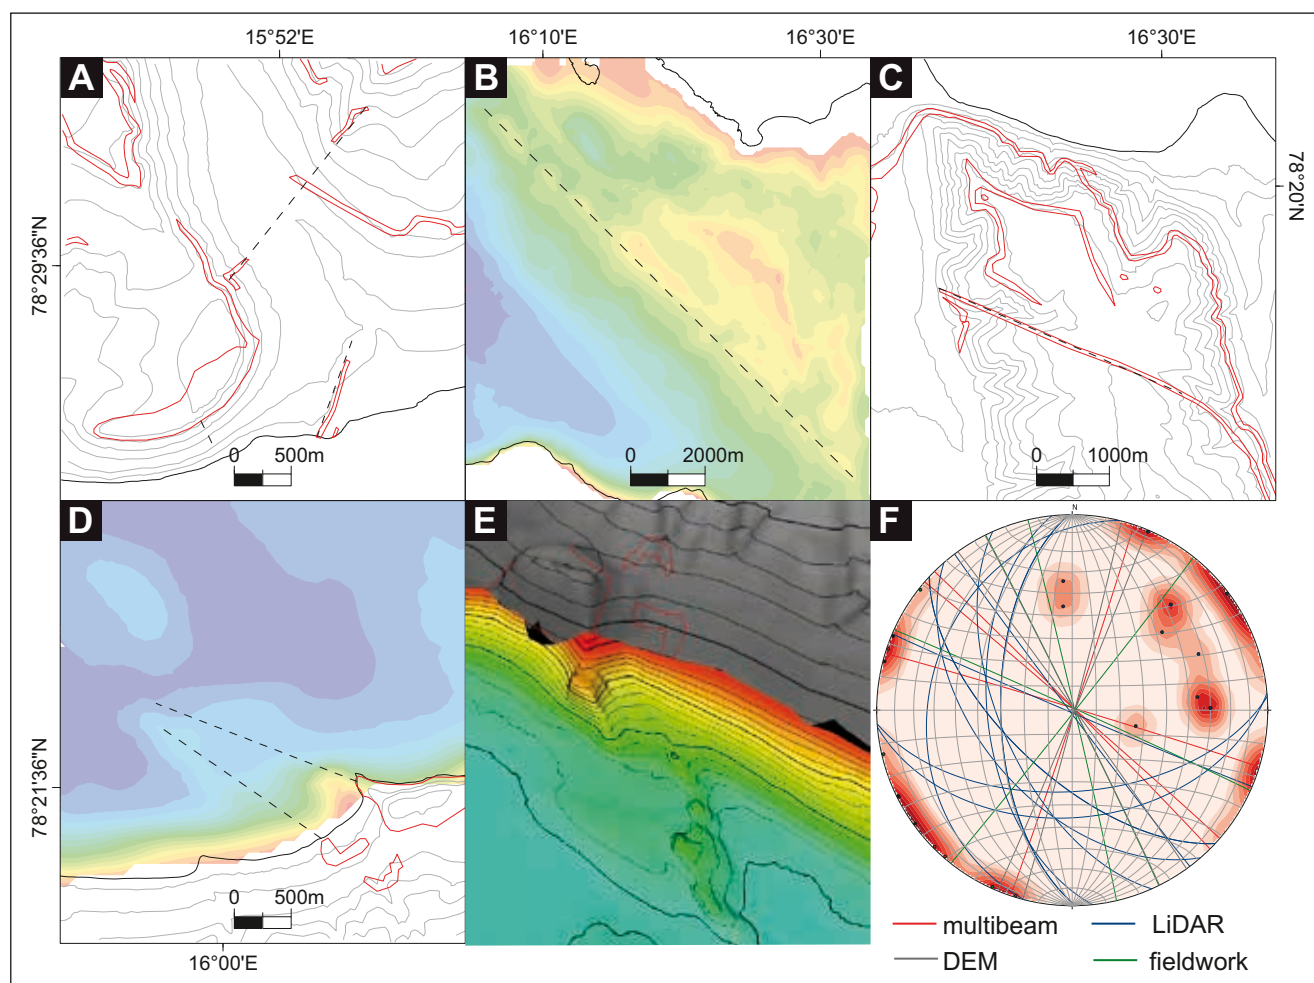 15'52'E
16°10'E
16°30'E
16°30'E
A
B
C
78°29'36"N
78°20'N
0 500m
0 2000m
0 1000m
D
E
F
N
78°21'36"N
0 500m
16°00'E
multibeam
LiDAR
DEM
fieldwork